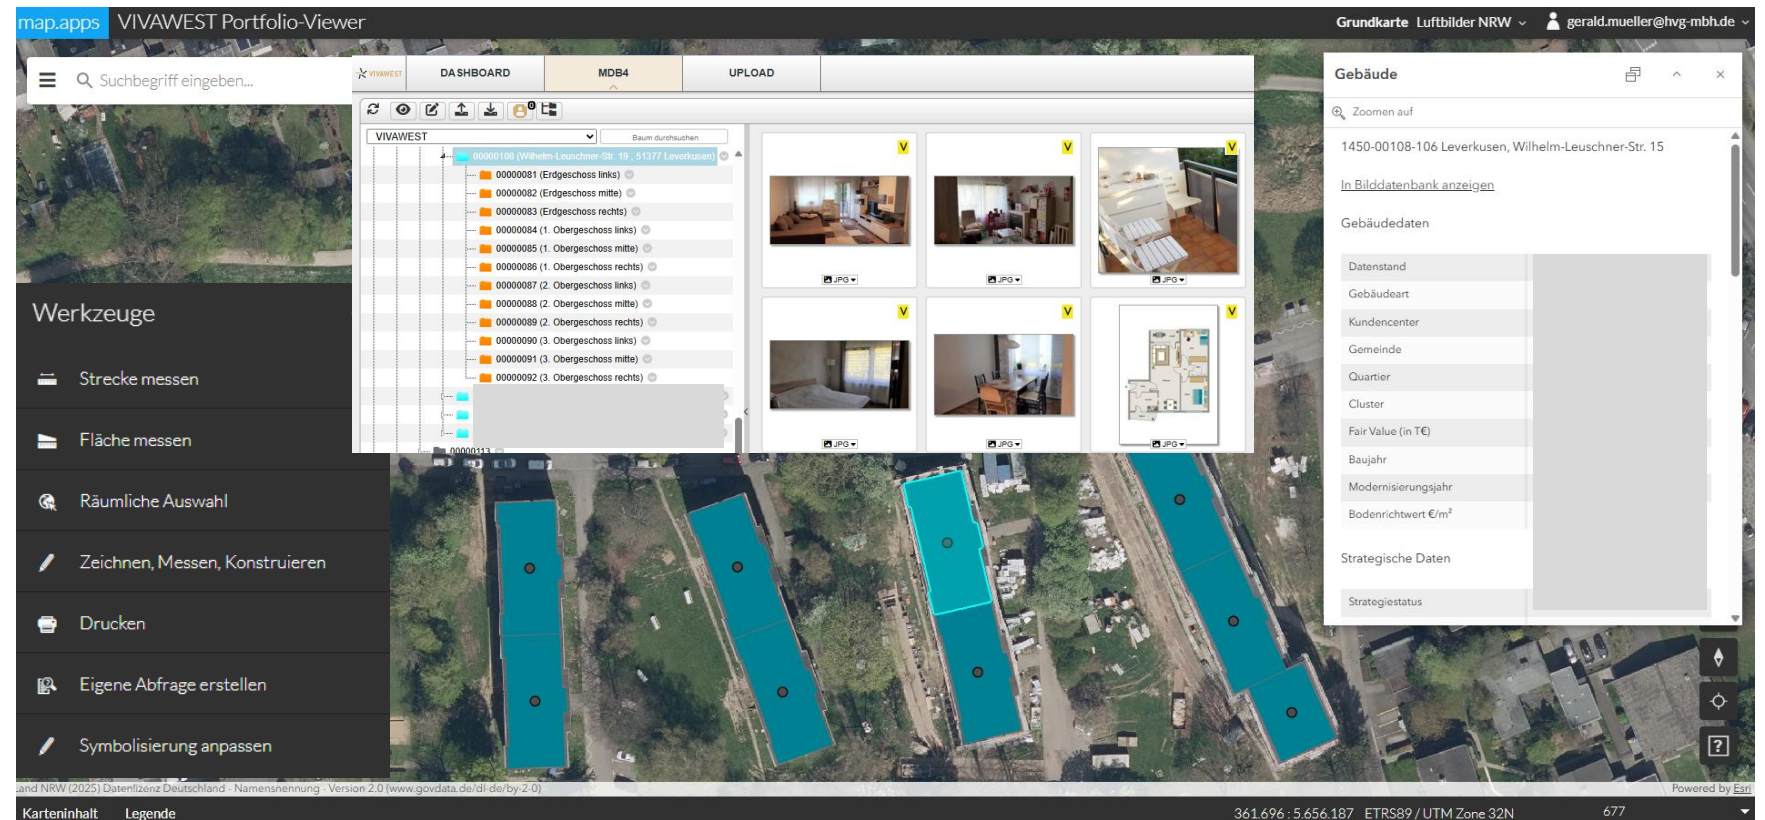 map.apps VIVAWEST Portfolio-Viewer
Grundkarte Luftbilder NRW
gerald.mueller@hvg-mbh.de
Suchbegriff eingeben...
VIVAWEST
DASHBOARD
MDB4
UPLOAD
0
VIVAWEST
Baum durchsuchen
00000108 (Wilhelm-Leuschner-Str. 19 , 51377 Leverkusen)
00000081 (Erdgeschoss links)
00000082 (Erdgeschoss mitte)
00000083 (Erdgeschoss rechts)
00000084 (1. Obergeschoss links)
00000085 (1. Obergeschoss mitte)
00000086 (1. Obergeschoss rechts)
00000087 (2. Obergeschoss links)
00000088 (2. Obergeschoss mitte)
00000089 (2. Obergeschoss rechts)
00000090 (3. Obergeschoss links)
00000091 (3. Obergeschoss mitte)
00000092 (3. Obergeschoss rechts)
00000113
V
V
V
JPG
JPG
JPG
V
V
V
JPG
JPG
JPG
Gebäude
Zoomen auf
1450-00108-106 Leverkusen, Wilhelm-Leuschner-Str. 15
In Bilddatenbank anzeigen
Gebäudedaten
Datenstand
Gebäudeart
Kundencenter
Gemeinde
Quartier
Cluster
Fair Value (in T€)
Baujahr
Modernisierungsjahr
Bodenrichtwert €/m²
Strategische Daten
Strategiestatus
Werkzeuge
Strecke messen
Fläche messen
Räumliche Auswahl
Zeichnen, Messen, Konstruieren
Drucken
Eigene Abfrage erstellen
Symbolisierung anpassen
?
Land NRW (2025) Datenlizenz Deutschland - Namensnennung - Version 2.0 (www.govdata.de/dl-de/by-2-0)
Powered by Esri
Karteninhalt Legende
361.696 : 5.656.187 ETRS89 / UTM Zone 32N 677